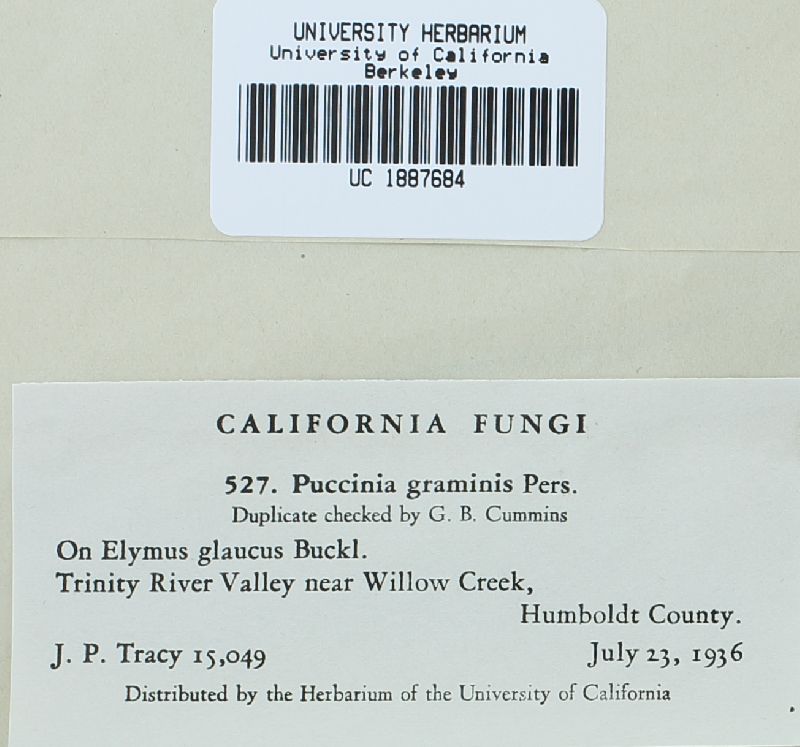 UNIVERSITY HERBARIUM
University of California
Berkeley
UC 1887684
CALIFORNIA FUNGI
527. Puccinia graminis Pers.
Duplicate checked by G. B. Cummins
On Elymus glaucus Buckl.
Trinity River Valley near Willow Creek,
Humboldt County.
J. P. Tracy 15,049 July 23, 1936
Distributed by the Herbarium of the University of California